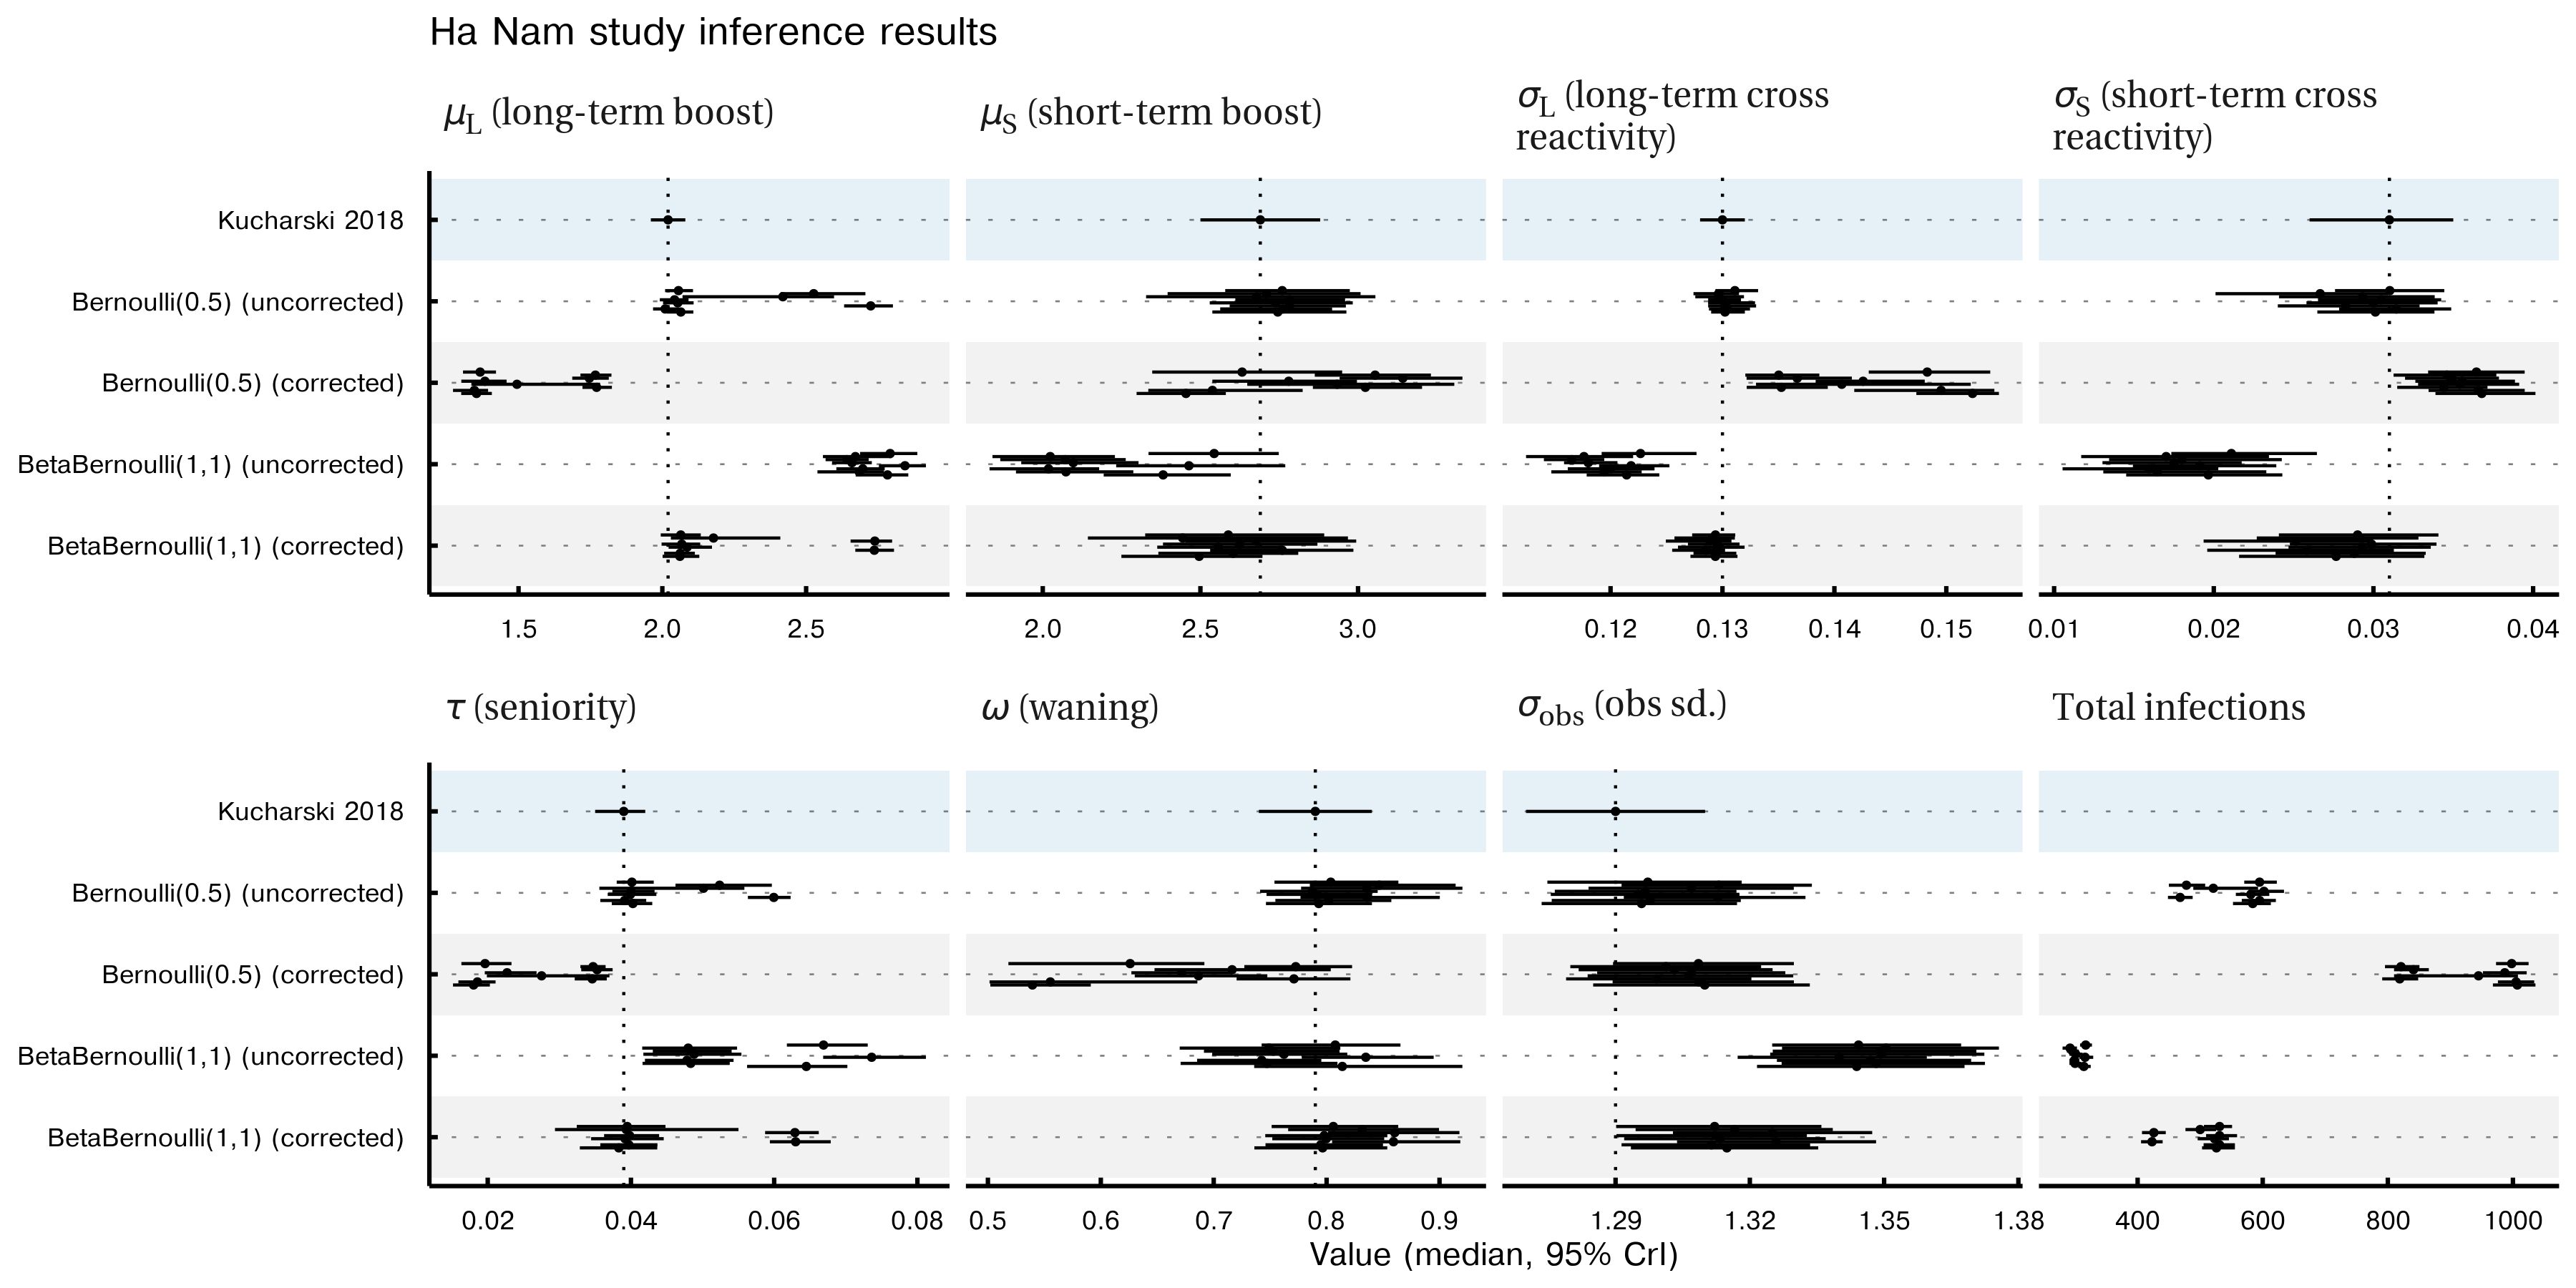 Ha Nam study inference results
μL (long-term boost)
μS (short-term boost)
σL (long-term cross
reactivity)
σS (short-term cross
reactivity)
Kucharski 2018
Bernoulli(0.5) (uncorrected)
Bernoulli(0.5) (corrected)
BetaBernoulli(1,1) (uncorrected)
BetaBernoulli(1,1) (corrected)
1.5 2.0 2.5
2.0 2.5 3.0
0.12 0.13 0.14 0.15
0.01 0.02 0.03 0.04
τ (seniority)
ω (waning)
σobs (obs sd.)
Total infections
Kucharski 2018
Bernoulli(0.5) (uncorrected)
Bernoulli(0.5) (corrected)
BetaBernoulli(1,1) (uncorrected)
BetaBernoulli(1,1) (corrected)
0.02 0.04 0.06 0.08
0.5 0.6 0.7 0.8 0.9
1.29 1.32 1.35 1.38
400 600 800 1000
Value (median, 95% CrI)